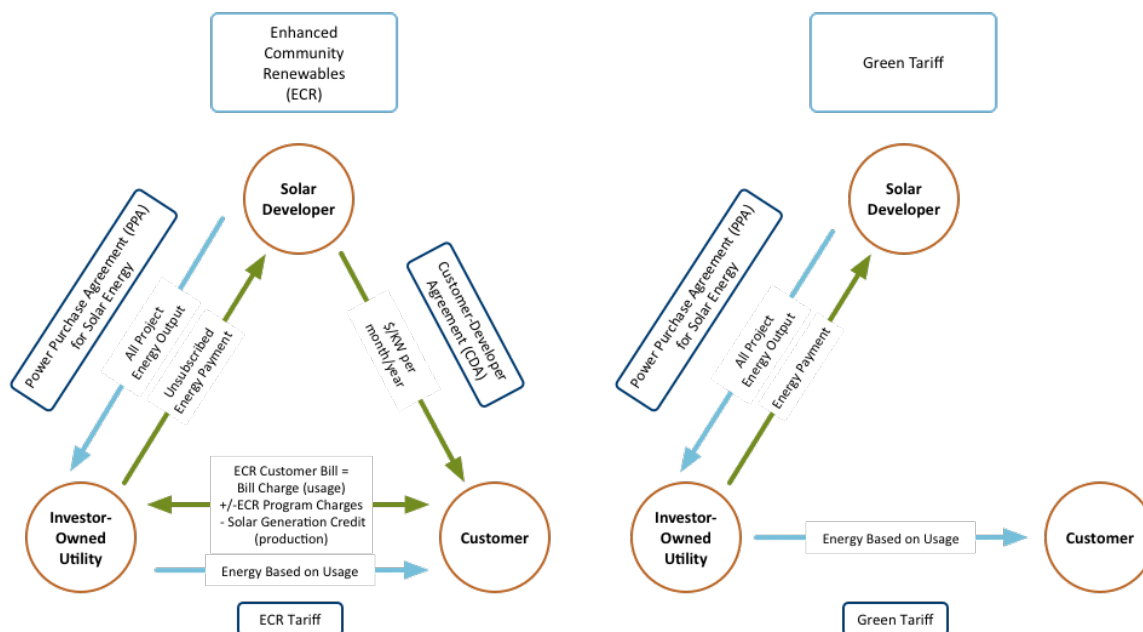 Enhanced
Community
Renewables
(ECR)
Solar
Developer
Power Purchase Agreement (PPA)
for Solar Energy
All Project
Energy Output
Unsubscribed
Energy Payment
$/KW per
month/year
Customer-Developer
Agreement (CDA)
Investor-
Owned
Utility
ECR Customer Bill =
Bill Charge (usage)
+/-ECR Program Charges
- Solar Generation Credit
(production)
Customer
Energy Based on Usage
ECR Tariff
Green Tariff
Solar
Developer
Power Purchase Agreement (PPA)
for Solar Energy
All Project
Energy Output
Energy Payment
Investor-
Owned
Utility
Energy Based on Usage
Customer
Green Tariff